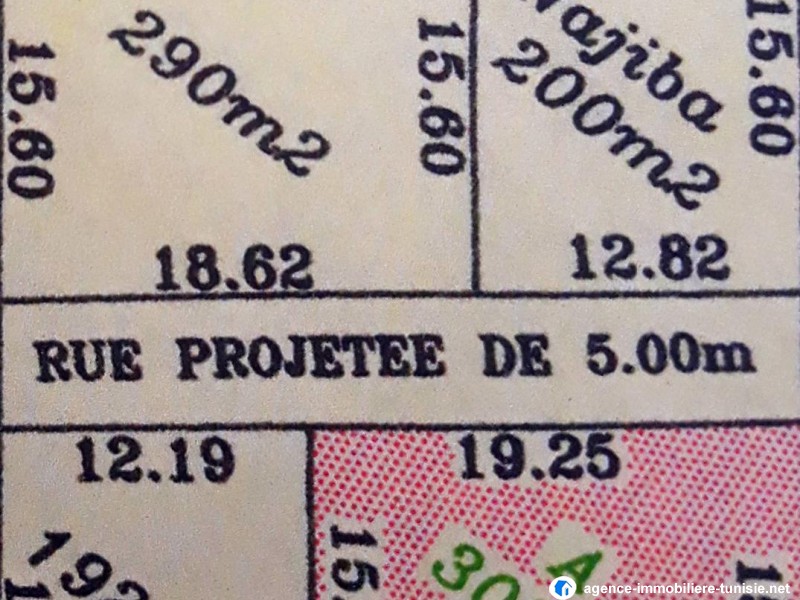 290m2
15.60
15.60
18.62
Najiba
200m2
15.60
12.82
RUE PROJETEE DE 5.00m
12.19
19.25
A
agence-immobiliere-tunisie.net